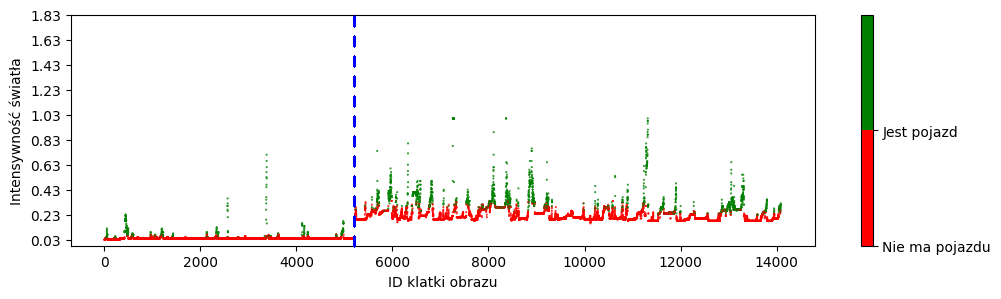 1.83
1.63
1.43
1.23
1.03
0.83
0.63
0.43
0.23
0.03
Intensywność światła
0 2000 4000 6000 8000 10000 12000 14000
ID klatki obrazu
Jest pojazd
Nie ma pojazdu